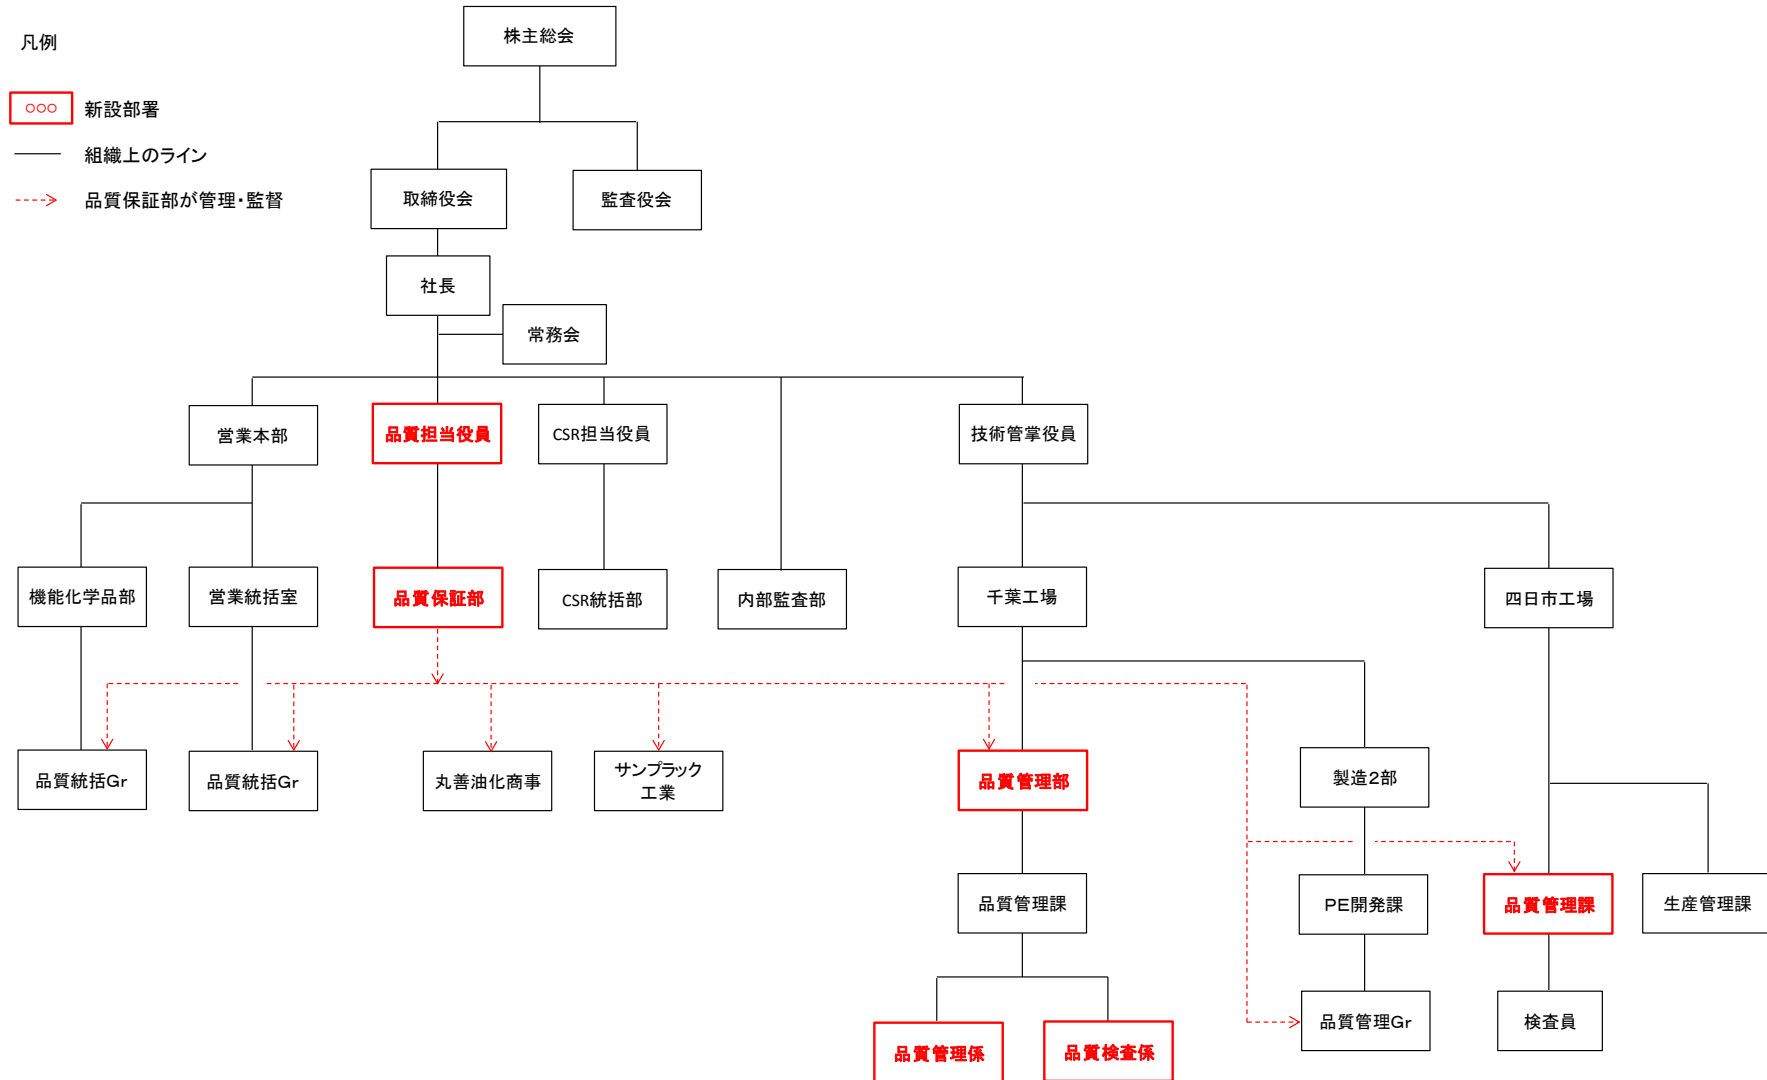 凡例
○○○
新設部署
組織上のライン
品質保証部が管理・監督
株主総会
取締役会
監査役会
社長
常務会
営業本部
品質担当役員
CSR担当役員
技術管掌役員
機能化学品部
営業統括室
品質保証部
CSR統括部
内部監査部
千葉工場
四日市工場
品質統括Gr
品質統括Gr
丸善油化商事
サンプラック
工業
品質管理部
製造2部
品質管理課
PE開発課
品質管理課
生産管理課
品質管理係
品質検査係
品質管理Gr
検査員